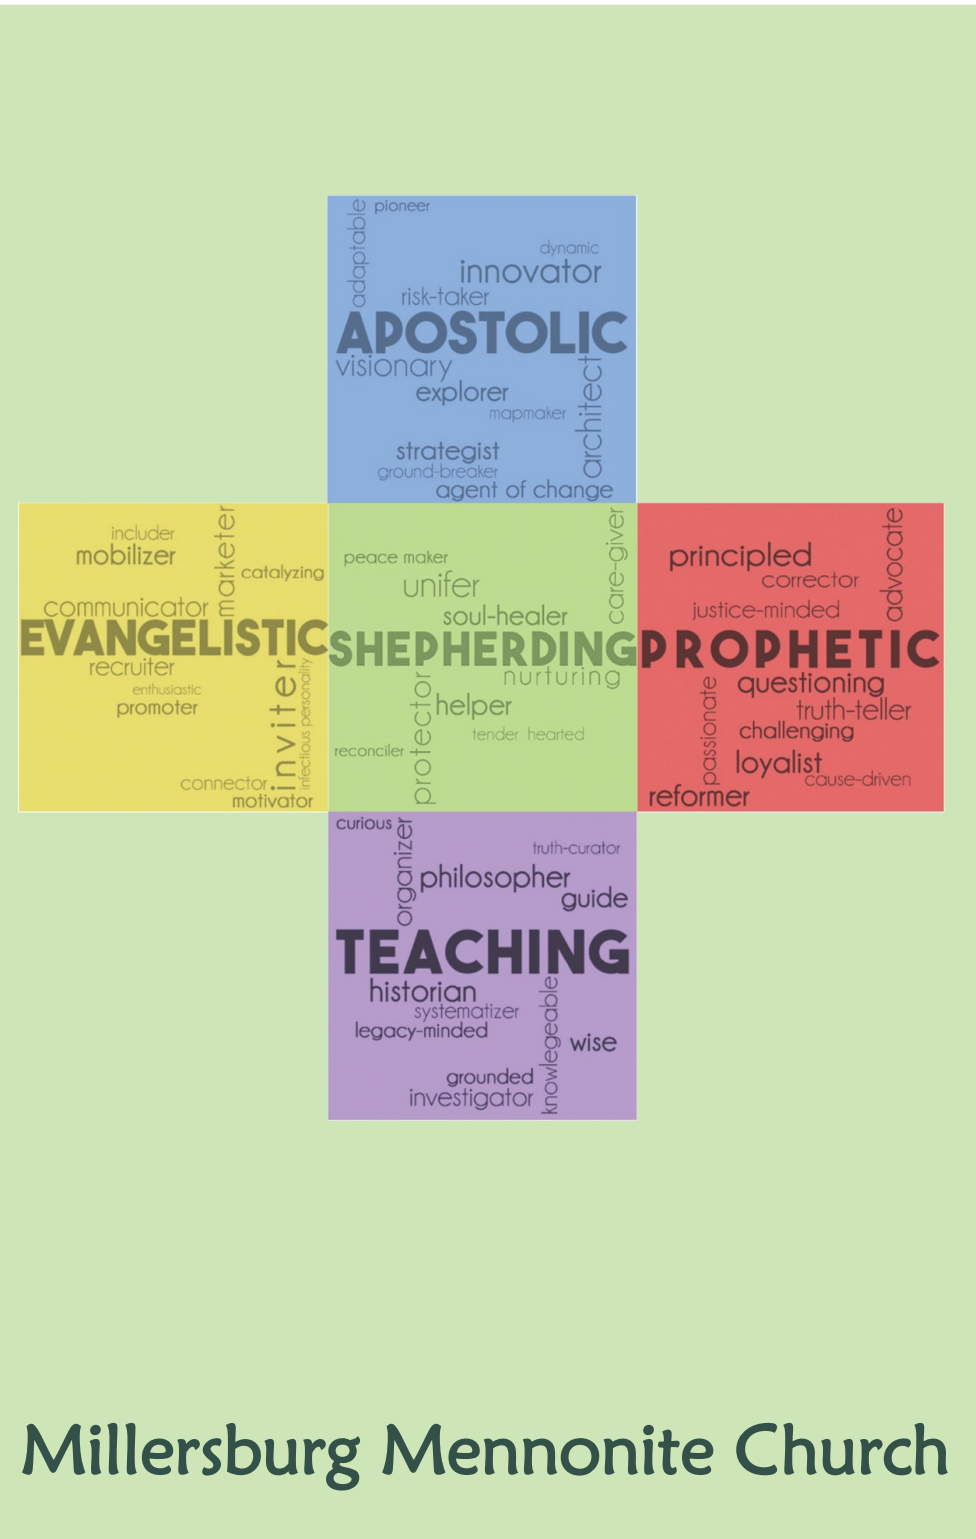 adaptable
pioneer
dynamic
innovator
risk-taker
APOSTOLIC
visionary
architect
explorer
mapmaker
strategist
ground-breaker
agent of change
includer
marketer
mobilizer
catalyzing
communicator
EVANGELISTIC
recruiter
inviter
infectious personality
enthusiastic
promoter
connector
motivator
care-giver
peace maker
unifer
soul-healer
SHEPHERDING
nurturing
protector
helper
tender hearted
reconciler
advocate
principled
corrector
justice-minded
PROPHETIC
passionate
questioning
truth-teller
challenging
loyalist
cause-driven
reformer
curious
organizer
truth-curator
philosopher
guide
TEACHING
historian
knowlegeable
systematizer
legacy-minded
wise
grounded
investigator
Millersburg Mennonite Church